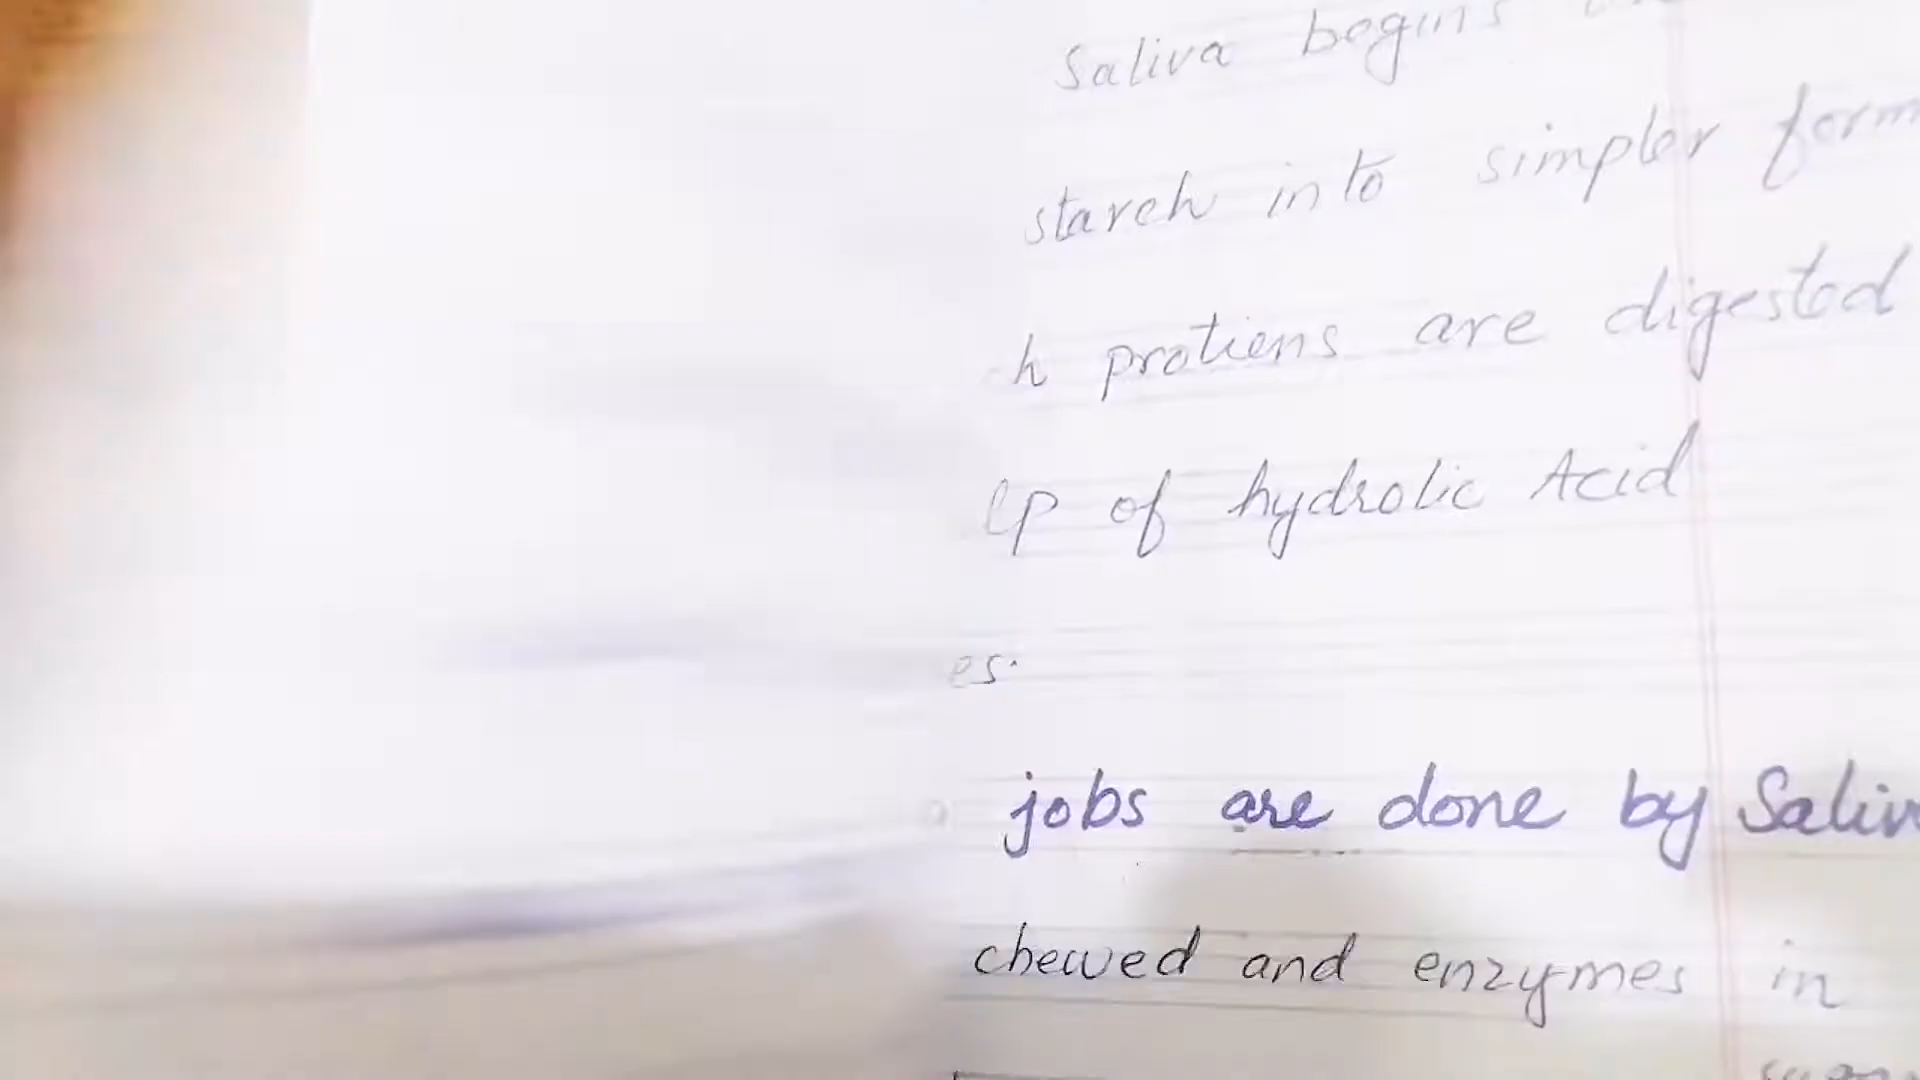 Saliva begins
starch into simpler form
h protiens are digested
lp of hydrolic Acid
es.
jobs are done by Saliv
chewed and enzymes in